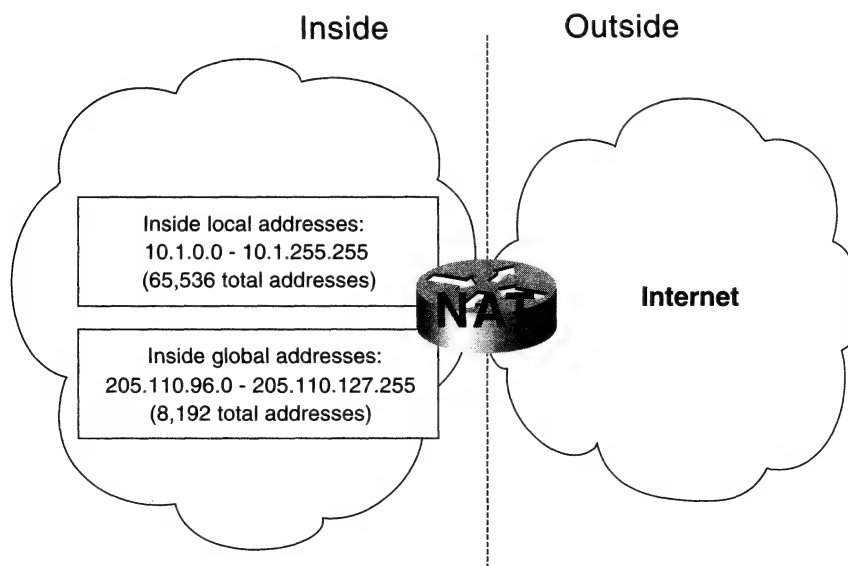 Inside
Outside
Inside local addresses:
10.1.0.0 - 10.1.255.255
(65,536 total addresses)
NAT
Internet
Inside global addresses:
205.110.96.0 - 205.110.127.255
(8,192 total addresses)